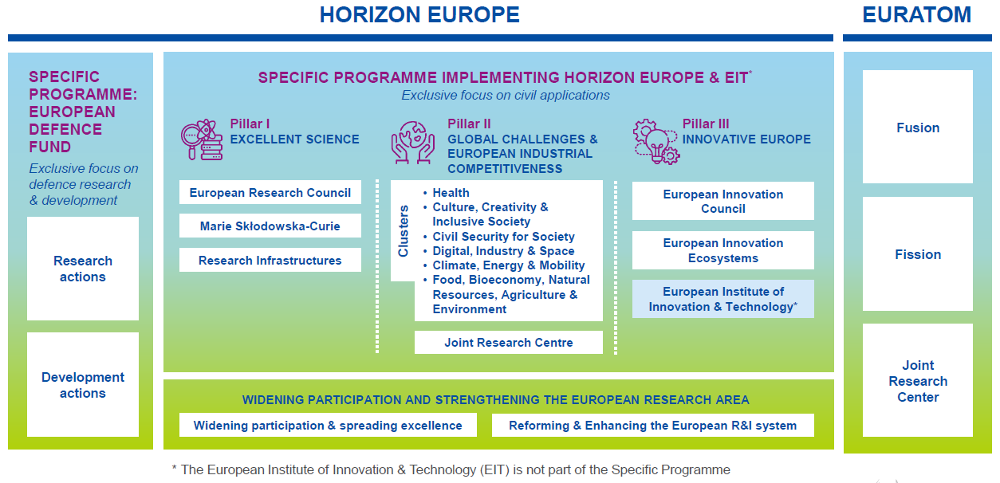 HORIZON EUROPE
EURATOM
SPECIFIC
PROGRAMME:
EUROPEAN
DEFENCE
FUND
Exclusive focus on
defence research
& development
Research
actions
Development
actions
SPECIFIC PROGRAMME IMPLEMENTING HORIZON EUROPE & EIT*
Exclusive focus on civil applications
Pillar I
EXCELLENT SCIENCE
European Research Council
Marie Skłodowska-Curie
Research Infrastructures
Pillar II
GLOBAL CHALLENGES &
EUROPEAN INDUSTRIAL
COMPETITIVENESS
Clusters
• Health
• Culture, Creativity &
Inclusive Society
• Civil Security for Society
• Digital, Industry & Space
• Climate, Energy & Mobility
• Food, Bioeconomy, Natural
Resources, Agriculture &
Environment
Joint Research Centre
Pillar III
INNOVATIVE EUROPE
European Innovation
Council
European Innovation
Ecosystems
European Institute of
Innovation & Technology*
WIDENING PARTICIPATION AND STRENGTHENING THE EUROPEAN RESEARCH AREA
Widening participation & spreading excellence
Reforming & Enhancing the European R&I system
Fusion
Fission
Joint
Research
Center
* The European Institute of Innovation & Technology (EIT) is not part of the Specific Programme